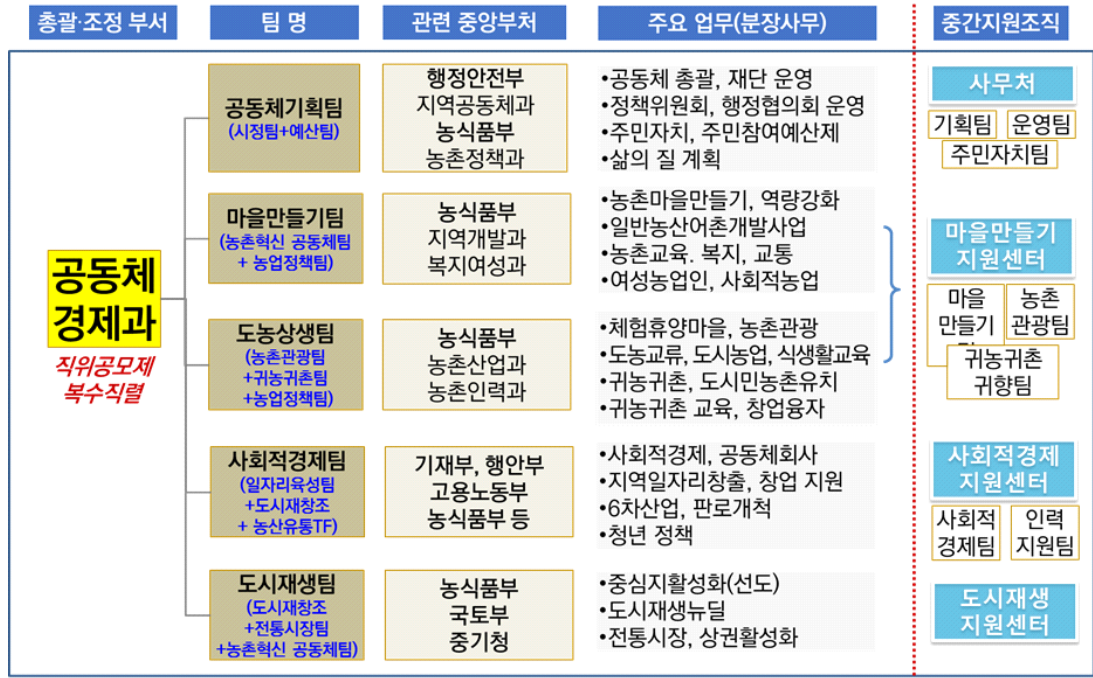 총괄·조정 부서
팀 명
관련 중앙부처
주요 업무(분장사무)
중간지원조직
공동체
경제과
직위공모제
복수직렬
공동체기획팀
(시정팀+예산팀)
행정안전부
지역공동체과
농식품부
농촌정책과
•공동체 총괄, 재단 운영
•정책위원회, 행정협의회 운영
•주민자치, 주민참여예산제
•삶의 질 계획
사무처
기획팀
운영팀
주민자치팀
마을만들기팀
(농촌혁신 공동체팀
+ 농업정책팀)
농식품부
지역개발과
복지여성과
•농촌마을만들기, 역량강화
•일반농산어촌개발사업
•농촌교육. 복지, 교통
•여성농업인, 사회적농업
마을만들기
지원센터
마을
만들기
농촌
관광팀
귀농귀촌
귀향팀
도농상생팀
(농촌관광팀
+귀농귀촌팀
+농업정책팀)
농식품부
농촌산업과
농촌인력과
•체험휴양마을, 농촌관광
•도농교류, 도시농업, 식생활교육
•귀농귀촌, 도시민농촌유치
•귀농귀촌 교육, 창업융자
사회적경제팀
(일자리육성팀
+도시재창조
+ 농산유통TF)
기재부, 행안부
고용노동부
농식품부 등
•사회적경제, 공동체회사
•지역일자리창출, 창업 지원
•6차산업, 판로개척
•청년 정책
사회적경제
지원센터
사회적
경제팀
인력
지원팀
도시재생팀
(도시재창조
+전통시장팀
+농촌혁신 공동체팀)
농식품부
국토부
중기청
•중심지활성화(선도)
•도시재생뉴딜
•전통시장, 상권활성화
도시재생
지원센터